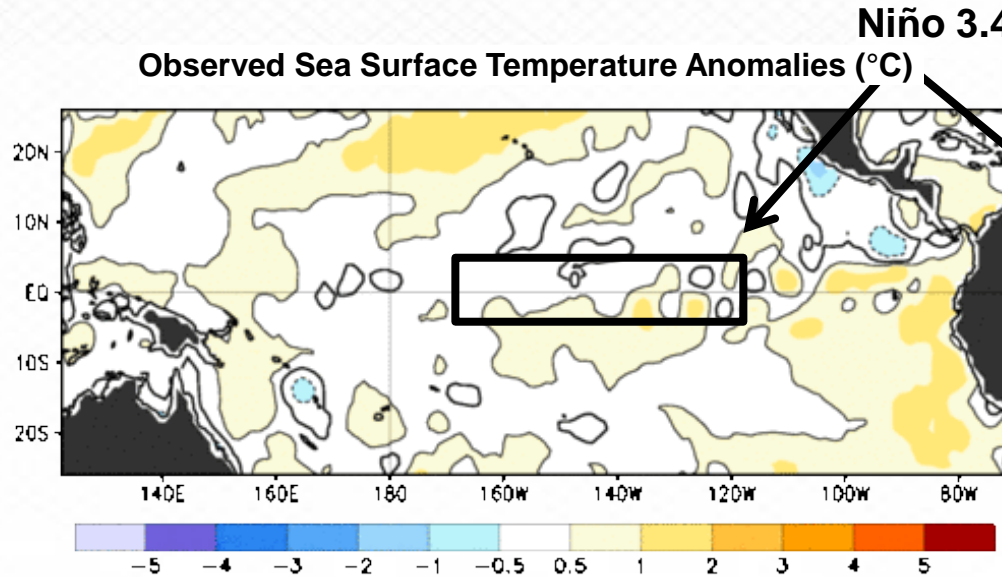 Niño 3.4
Observed Sea Surface Temperature Anomalies (°C)
20N
10N
EQ
10S
20S
140E 160E 180 160W 140W 120W 100W 80W
−5 −4 −3 −2 −1 −0.5 0.5 1 2 3 4 5